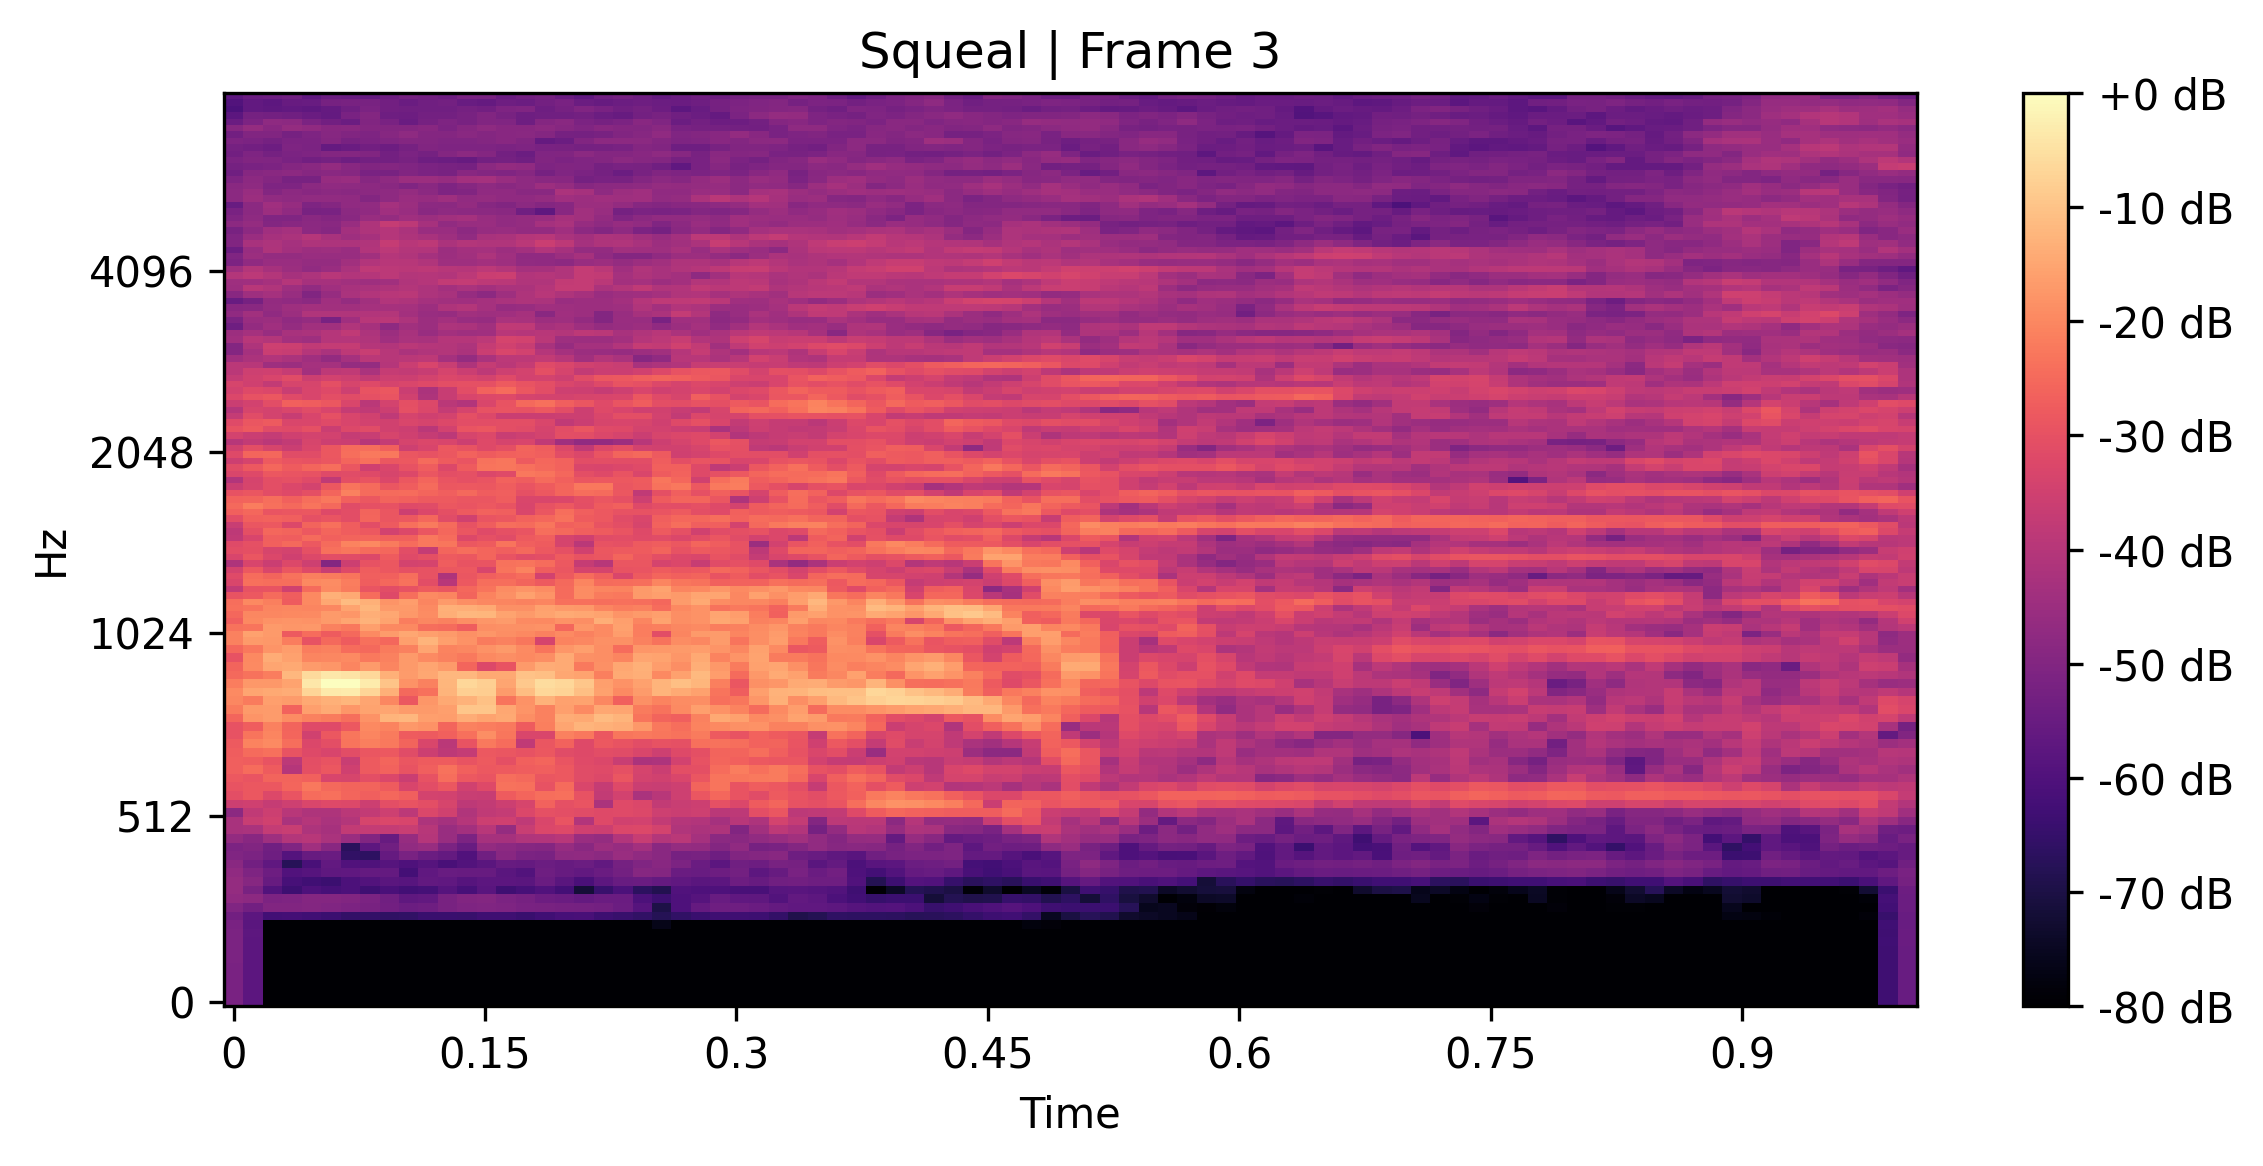 Squeal | Frame 3
Hz
4096
2048
1024
512
0
0 0.15 0.3 0.45 0.6 0.75 0.9
Time
+0 dB
-10 dB
-20 dB
-30 dB
-40 dB
-50 dB
-60 dB
-70 dB
-80 dB